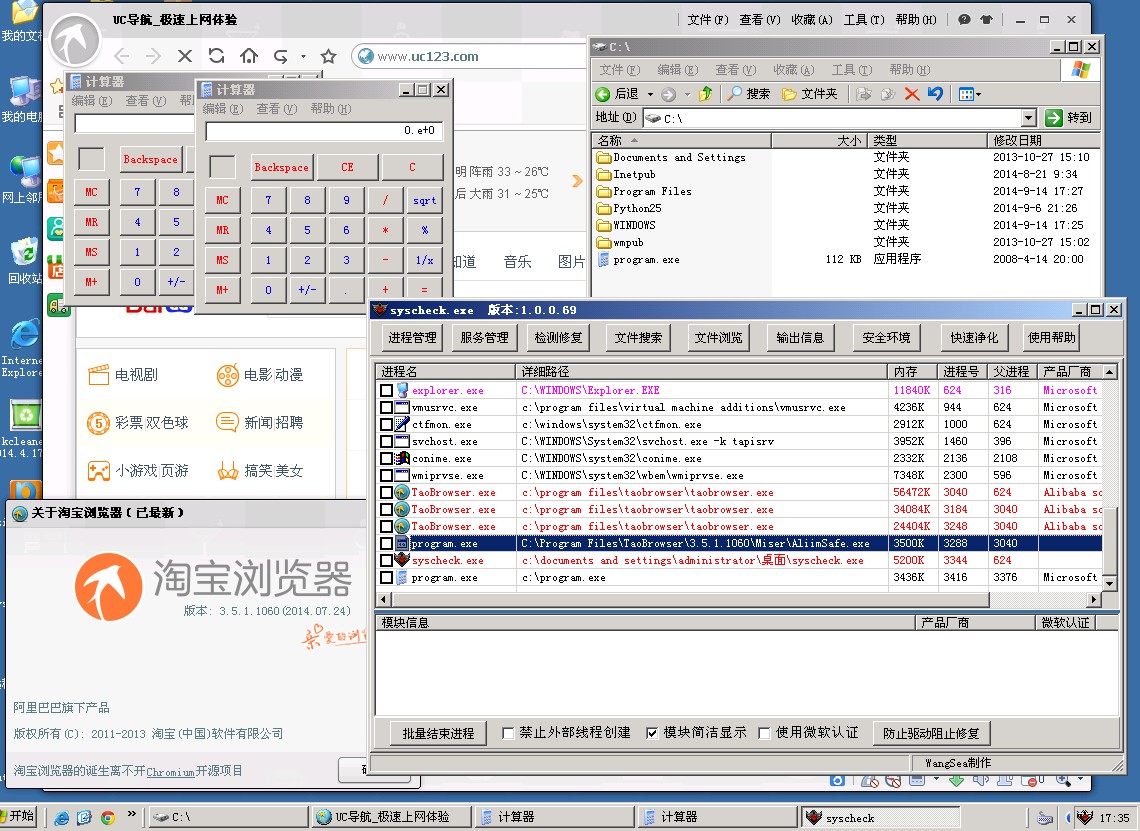 我的文
我的电
网上邻
回收站
Internet
Explore
kcleane
014.4.17
UC导航_极速上网体验
文件(F) 查看(V) 收藏(A) 工具(T) 帮助(H)
www.uc123.com
明 阵雨 33 ~ 26℃
后 大雨 31 ~ 25℃
知道 音乐 图片
电视剧 电影 动漫
彩票 双色球 新闻 招聘
小游戏|页游 搞笑|美女
计算器
编辑(E) 查看(V) 帮
Backspace
MC 7 8
MR 4 5
MS 1 2
M+ 0 +/-
计算器
编辑(E) 查看(V) 帮助(H)
0.e+0
Backspace CE C
MC 7 8 9 / sqrt
MR 4 5 6 * %
MS 1 2 3 - 1/x
M+ 0 +/- . + =
C:\
文件(F) 编辑(E) 查看(V) 收藏(A) 工具(T) 帮助(H)
后退 搜索 文件夹
地址(D) C:\ 转到
名称 大小 类型 修改日期
Documents and Settings 文件夹 2013-10-27 15:10
Inetpub 文件夹 2014-8-21 9:34
Program Files 文件夹 2014-9-14 17:27
Python25 文件夹 2014-9-6 21:26
WINDOWS 文件夹 2014-9-14 17:25
wmpub 文件夹 2013-10-27 15:02
program.exe 112 KB 应用程序 2008-4-14 20:00
syscheck.exe 版本:1.0.0.69
进程管理 服务管理 检测修复 文件搜索 文件浏览 输出信息 安全环境 快速净化 使用帮助
进程名 详细路径 内存 进程号 父进程 产品厂商
explorer.exe C:\WINDOWS\Explorer.EXE 11840K 624 316 Microsoft
vmusrvc.exe c:\program files\virtual machine additions\vmusrvc.exe 4236K 944 624 Microsoft
ctfmon.exe c:\windows\system32\ctfmon.exe 2912K 1000 624 Microsoft
svchost.exe C:\WINDOWS\System32\svchost.exe -k tapisrv 3952K 1460 396 Microsoft
conime.exe C:\WINDOWS\system32\conime.exe 2332K 2136 2108 Microsoft
wmiprvse.exe C:\WINDOWS\system32\wbem\wmiprvse.exe 7348K 2300 596 Microsoft
TaoBrowser.exe c:\program files\taobrowser\taobrowser.exe 56472K 3040 624 Alibaba so
TaoBrowser.exe c:\program files\taobrowser\taobrowser.exe 34084K 3184 3040 Alibaba so
TaoBrowser.exe c:\program files\taobrowser\taobrowser.exe 24404K 3248 3040 Alibaba so
program.exe C:\Program Files\TaoBrowser\3.5.1.1060\Miser\AliimSafe.exe 3500K 3288 3040
syscheck.exe c:\documents and settings\administrator\桌面\syscheck.exe 5200K 3344 624
program.exe c:\program.exe 3436K 3416 3376 Microsoft
模块信息 产品厂商 微软认证
批量结束进程 禁止外部线程创建 模块简洁显示 使用微软认证 防止驱动阻止修复
WangSea制作
关于淘宝浏览器(已最新)
淘宝浏览器
版本: 3.5.1.1060(2014.07.24)
亲爱的浏
阿里巴巴旗下产品
版权所有(C): 2011-2013 淘宝(中国)软件有限公司
淘宝浏览器的诞生离不开Chromium开源项目
开始 C:\ UC导航_极速上网体验 计算器 计算器 syscheck 17:35